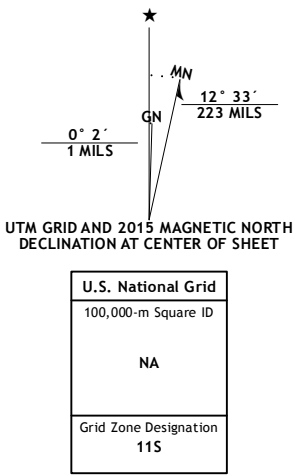 ★
MN
GN
12° 33´
223 MILS
0° 2´
1 MILS
UTM GRID AND 2015 MAGNETIC NORTH
DECLINATION AT CENTER OF SHEET
U.S. National Grid
100,000-m Square ID
NA
Grid Zone Designation
11S